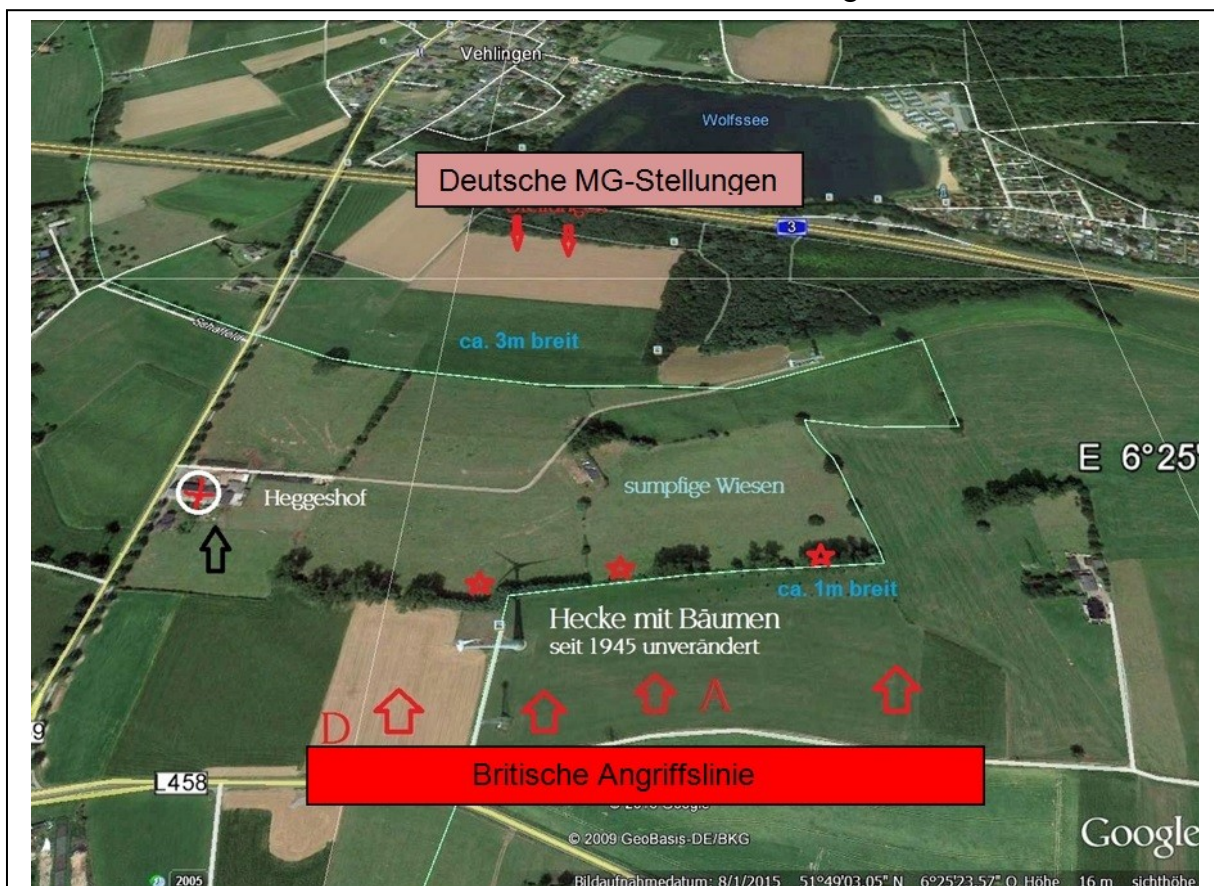 Vehlingen
Wolfssee
Deutsche MG-Stellungen
3
ca. 3m breit
E 6°25'
Heggeshof
sumpfige Wiesen
ca. 1m breit
Hecke mit Bäumen
seit 1945 unverändert
D
A
9
Britische Angriffslinie
L458
© 2009 GeoBasis-DE/BKG
Google
2005
Bildaufnahmedatum: 8/1/2015 51°49'03.05" N 6°25'23.57" O Höhe 16 m sichthöhe